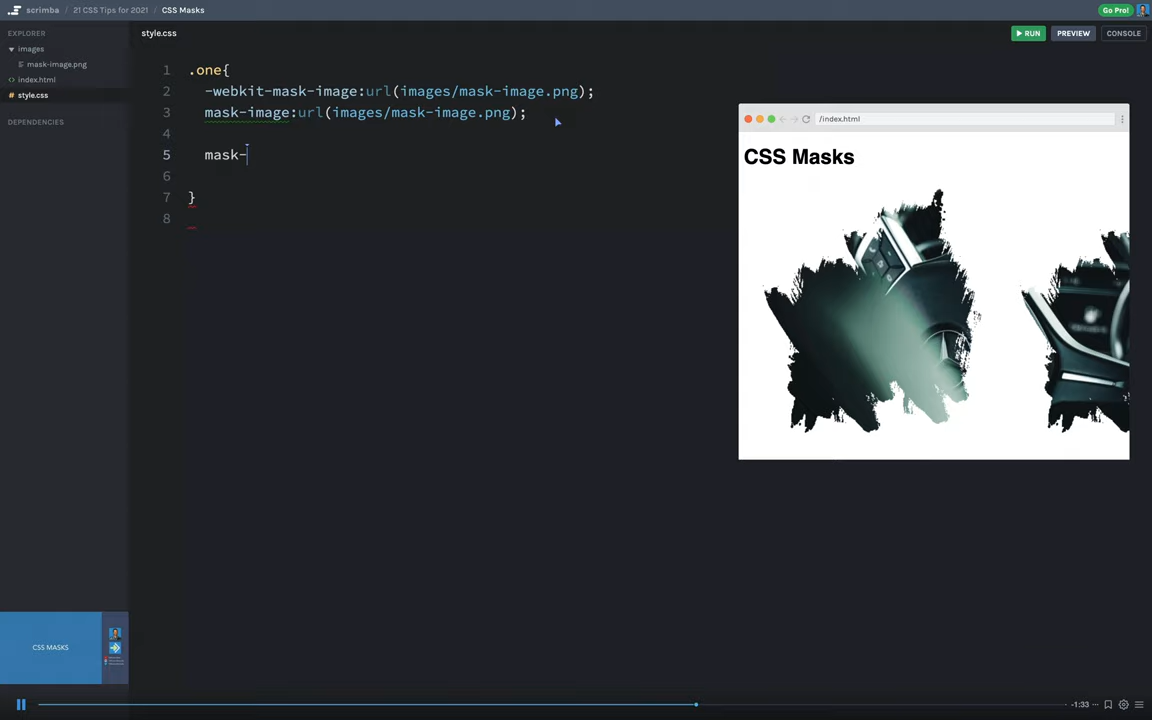 scrimba / 21 CSS Tips for 2021 / CSS Masks
Go Pro!
EXPLORER
images
mask-image.png
index.html
style.css
DEPENDENCIES
style.css
RUN
PREVIEW
CONSOLE
1 .one{
2 -webkit-mask-image:url(images/mask-image.png);
3 mask-image:url(images/mask-image.png);
4
5 mask-
6
7 }
8
/index.html
CSS Masks
CSS MASKS
-1:33